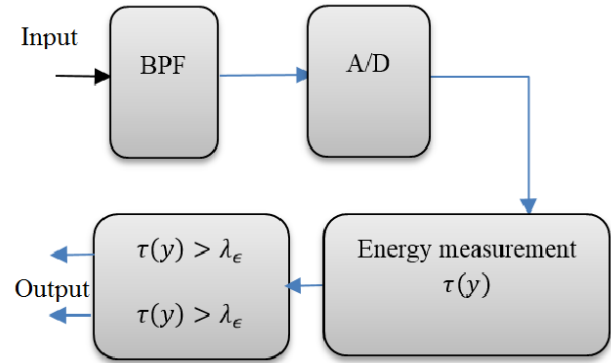 Input
BPF
A/D
Energy measurement
τ(y)
τ(y) > λ_ϵ
Output
τ(y) > λ_ϵ